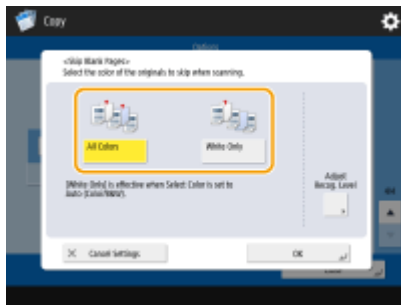 Copy
Options
<Skip Blank Pages>
Select the color of the originals to skip when scanning.
All Colors
White Only
[White Only] is effective when Select Color is set to
Auto (Color/B&W).
Adjust
Recog. Level
Cancel Settings
OK
Close